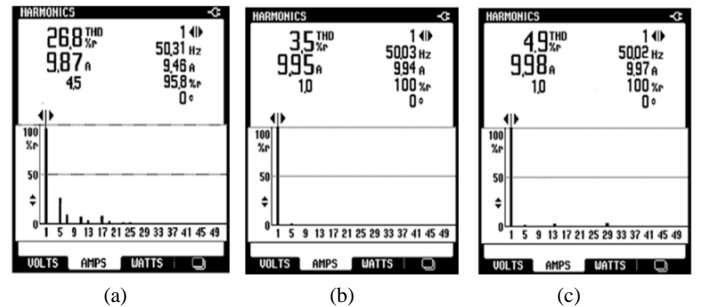 HARMONICS
26,8 THD %r
9,87 A
4,5
1
50,31 Hz
9,46 A
95,8 %r
0 °
100
%r
50
0
1 5 9 13 17 21 25 29 33 37 41 45 49
VOLTS AMPS WATTS
(a)
HARMONICS
3,5 THD %r
9,95 A
1,0
1
50,03 Hz
9,94 A
100 %r
0 °
100
%r
50
0
1 5 9 13 17 21 25 29 33 37 41 45 49
VOLTS AMPS WATTS
(b)
HARMONICS
4,9 THD %r
9,98 A
1,0
1
50,02 Hz
9,97 A
100 %r
0 °
100
%r
50
0
1 5 9 13 17 21 25 29 33 37 41 45 49
VOLTS AMPS WATTS
(c)